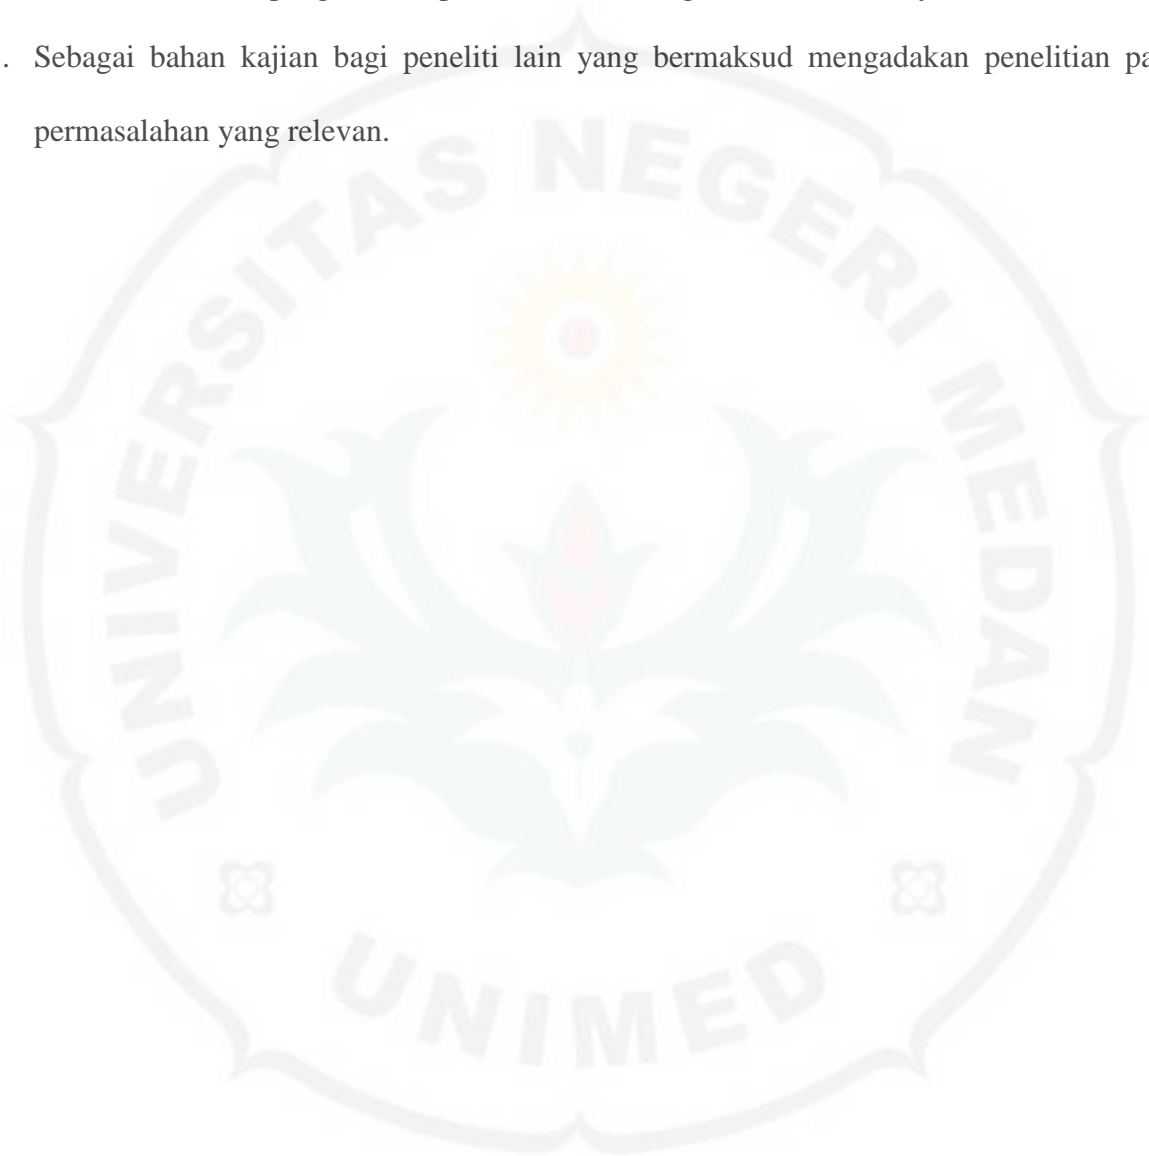 . Sebagai bahan kajian bagi peneliti lain yang bermaksud mengadakan penelitian pa
permasalahan yang relevan.
UNIVERSITAS NEGERI MEDAN
UNIMED